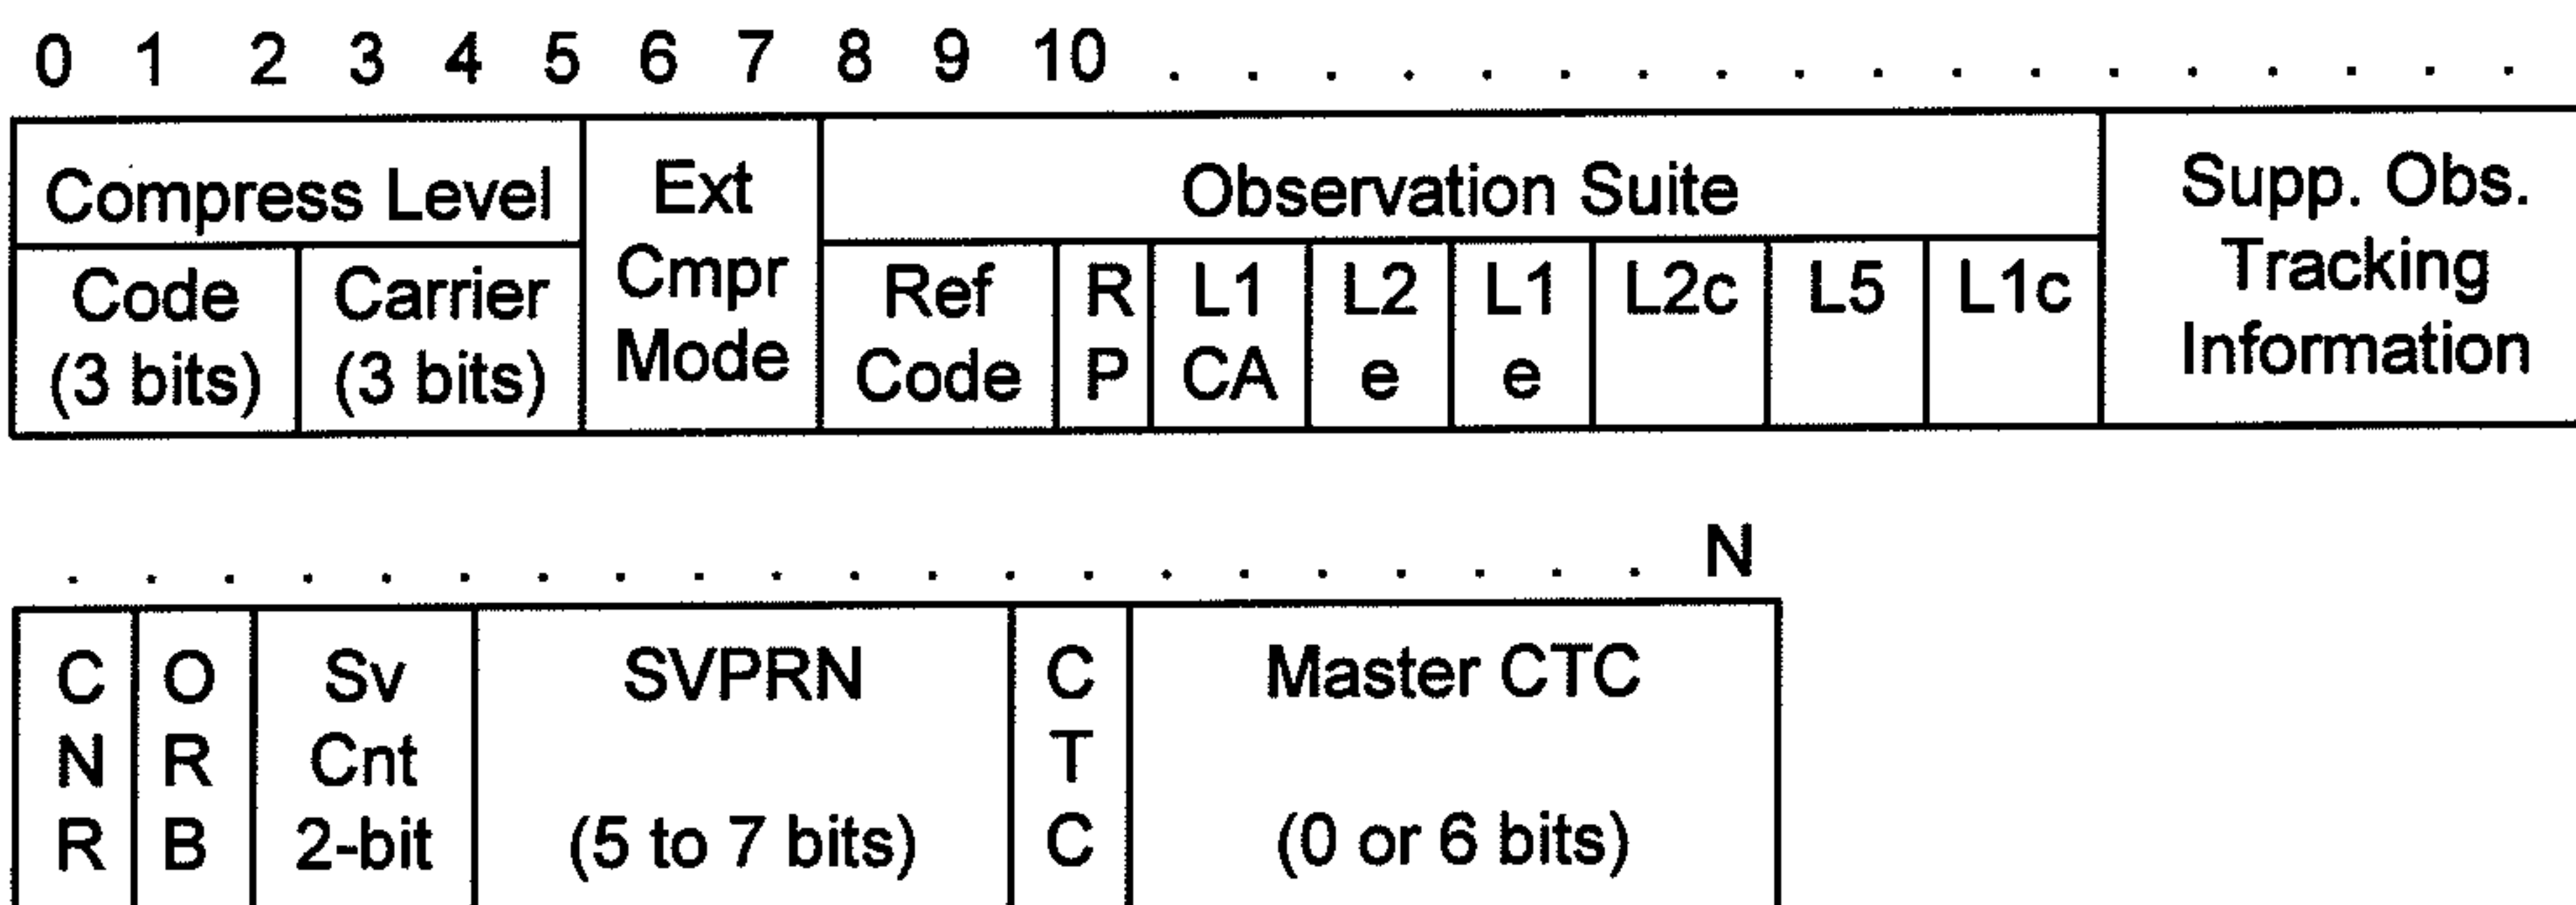 0 1 2 3 4 5 6 7 8 9 10 . . . . . . . . . . . . . . . . . .
Compress Level
Code
(3 bits)
Carrier
(3 bits)
Ext
Cmpr
Mode
Observation Suite
Ref
Code
R
P
L1
CA
L2
e
L1
e
L2c
L5
L1c
Supp. Obs.
Tracking
Information
. . . . . . . . . . . . . . . . . . . . . N
C
N
R
O
R
B
Sv
Cnt
2-bit
SVPRN
(5 to 7 bits)
C
T
C
Master CTC
(0 or 6 bits)